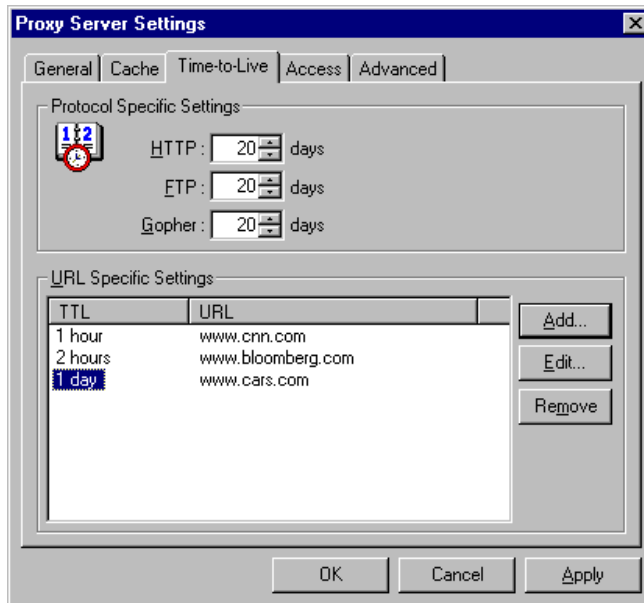 Proxy Server Settings
General Cache Time-to-Live Access Advanced
Protocol Specific Settings
HTTP : 20 days
FTP : 20 days
Gopher : 20 days
URL Specific Settings
TTL URL
1 hour www.cnn.com
2 hours www.bloomberg.com
1 day www.cars.com
Add...
Edit...
Remove
OK Cancel Apply